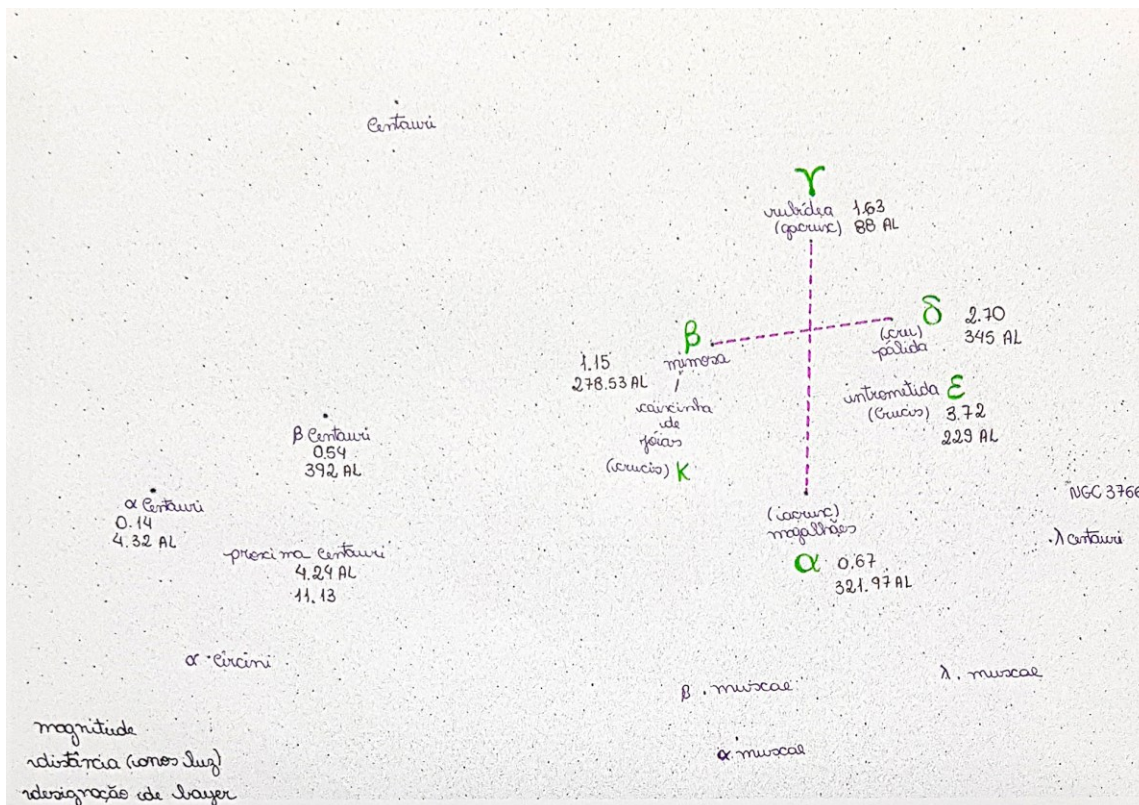 Centauri
γ
rubídea 1.63
(gacrux) 88 AL
δ 2.70
(cru) 345 AL
pálida
β
mimosa
1.15
278.53 AL
caixinha
de
jóias
(crucis) K
intrometida ε
(Crucis) 3.72
229 AL
β Centauri
0.54
392 AL
α Centauri
0.14
4.32 AL
proxima Centauri
4.24 AL
11.13
NGC 3766
λ centauri
(acrux)
magalhães
α 0.67
321.97 AL
α Circini
β muscae
λ muscae
α muscae
magnitude
distância (anos luz)
designação de bayer